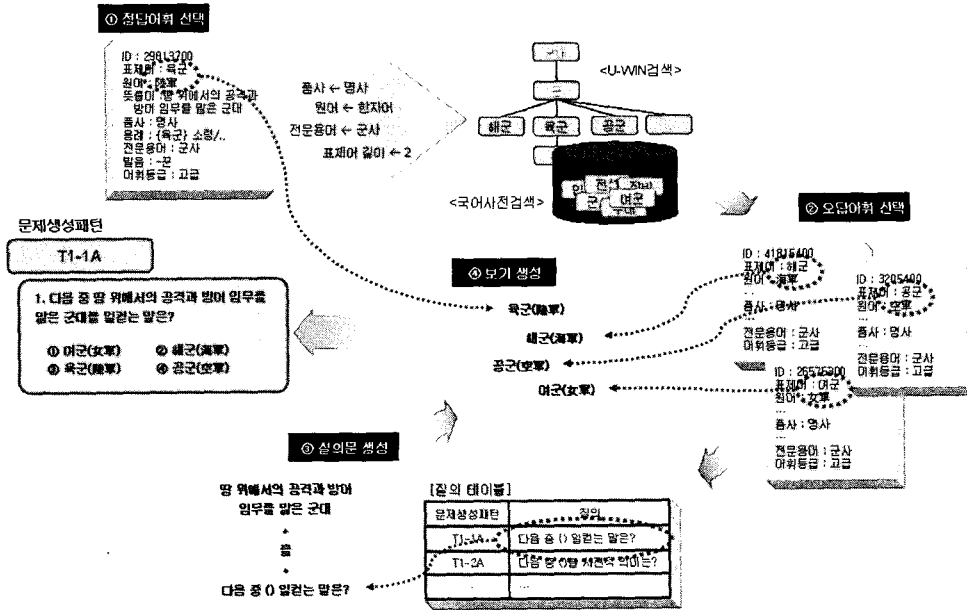 ① 정답어휘 선택
ID : 29813700
표제어 : 육군
원어 : 陸軍
뜻풀이 : 땅 위에서의 공격과
방어 임무를 맡은 군대
품사 : 명사
용례 : {육군} 소령/..
전문용어 : 군사
발음 : -꾼
어휘등급 : 고급
품사 ← 명사
원어 ← 한자어
전문용어 ← 군사
표제어 길이 ← 2
<U-WIN검색>
해군
육군
공군
<국어사전검색>
여군
② 오답어휘 선택
ID : 41815400
표제어 : 해군
원어 : 海軍
...
품사 : 명사
...
전문용어 : 군사
어휘등급 : 고급
ID : 3205400
표제어 : 공군
원어 : 空軍
...
품사 : 명사
...
전문용어 : 군사
어휘등급 : 고급
ID : 26576300
표제어 : 여군
원어 : 女軍
...
품사 : 명사
...
전문용어 : 군사
어휘등급 : 고급
문제생성패턴
T1-1A
1. 다음 중 땅 위에서의 공격과 방어 임무를
맡은 군대를 일컫는 말은?
① 여군(女軍) ② 해군(海軍)
③ 육군(陸軍) ④ 공군(空軍)
④ 보기 생성
육군(陸軍)
해군(海軍)
공군(空軍)
여군(女軍)
③ 질의문 생성
땅 위에서의 공격과 방어
임무를 맡은 군대
+
를
+
다음 중 () 일컫는 말은?
[질의 테이블]
문제생성패턴 질의
T1-1A 다음 중 () 일컫는 말은?
T1-2A 다음 중 ()의 사전적 의미는?
... ...